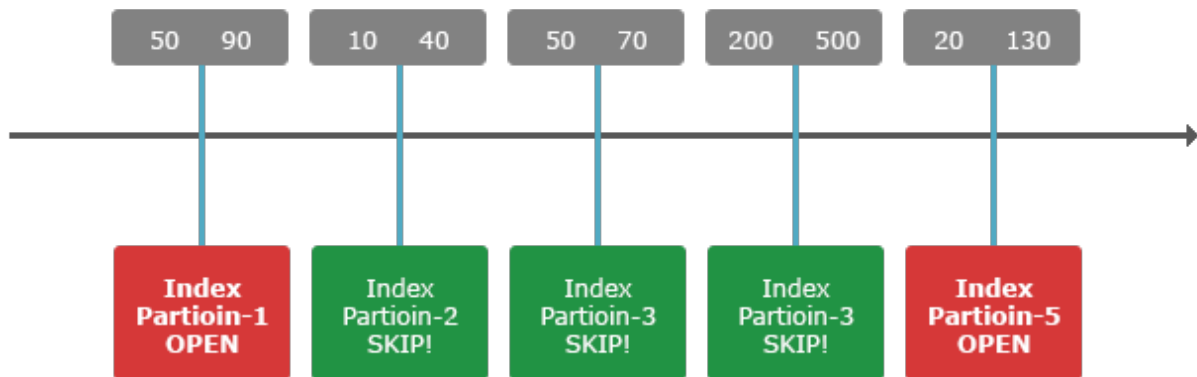 50 90
10 40
50 70
200 500
20 130
Index
Partioin-1
OPEN
Index
Partioin-2
SKIP!
Index
Partioin-3
SKIP!
Index
Partioin-3
SKIP!
Index
Partioin-5
OPEN